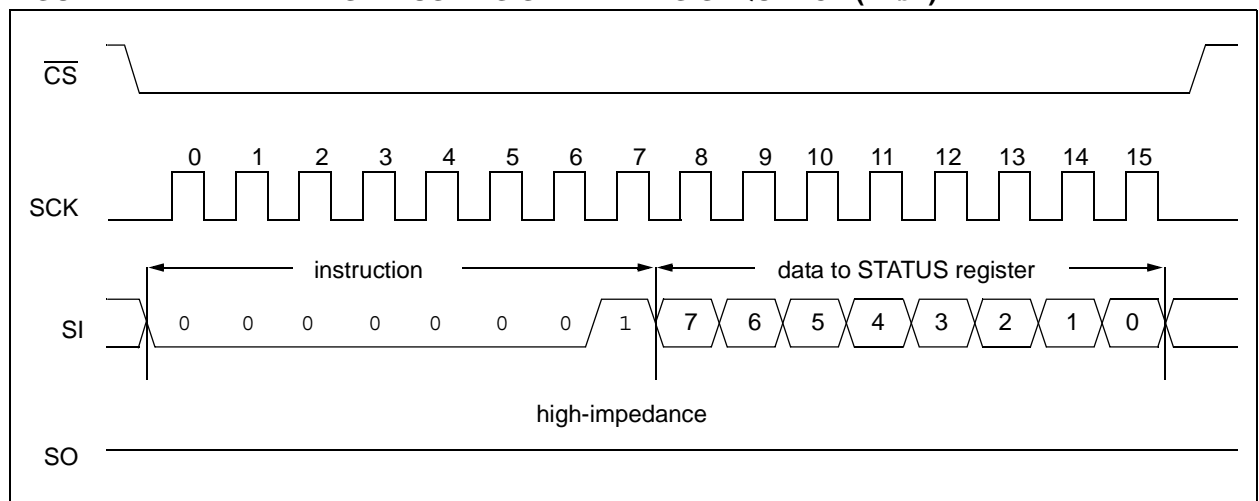 CS
0 1 2 3 4 5 6 7 8 9 10 11 12 13 14 15
SCK
instruction
data to STATUS register
SI
0 0 0 0 0 0 0 1 7 6 5 4 3 2 1 0
high-impedance
SO